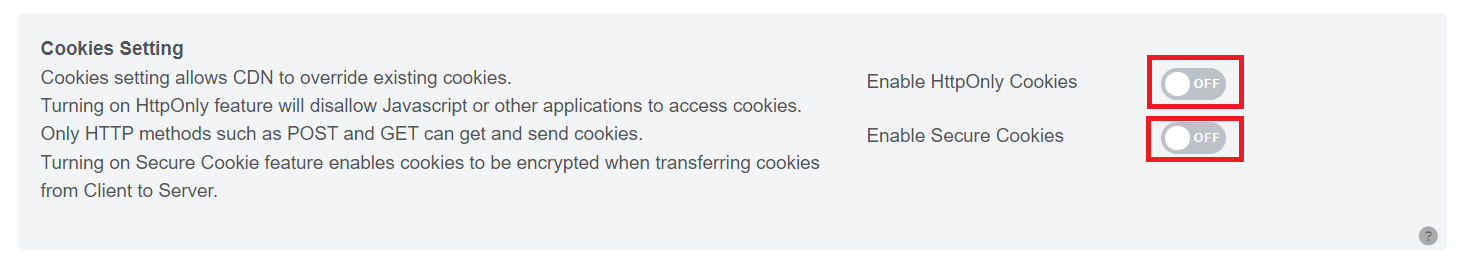 Cookies Setting
Cookies setting allows CDN to override existing cookies.
Turning on HttpOnly feature will disallow Javascript or other applications to access cookies.
Only HTTP methods such as POST and GET can get and send cookies.
Turning on Secure Cookie feature enables cookies to be encrypted when transferring cookies
from Client to Server.
Enable HttpOnly Cookies OFF
Enable Secure Cookies OFF
?